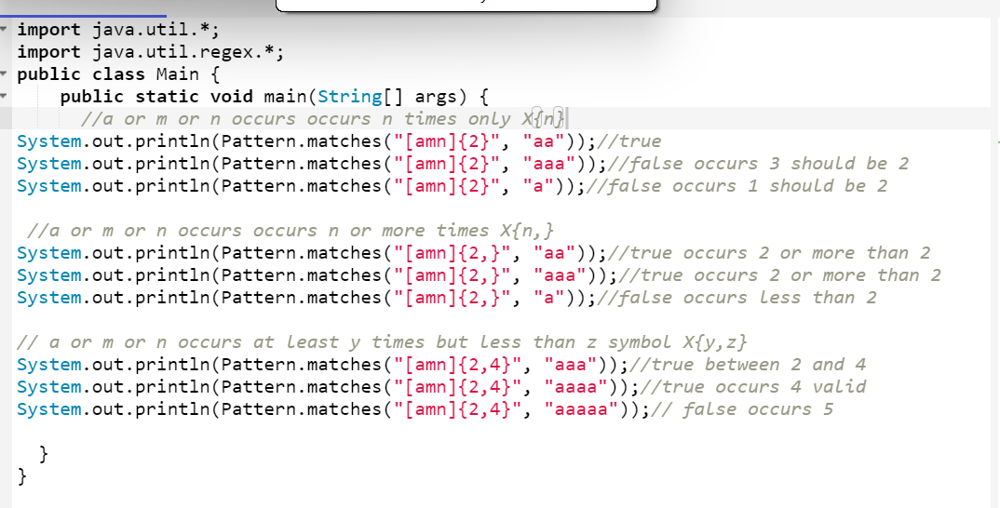 import java.util.*;
import java.util.regex.*;
public class Main {
    public static void main(String[] args) {
      //a or m or n occurs occurs n times only X{n}
System.out.println(Pattern.matches("[amn]{2}", "aa"));//true
System.out.println(Pattern.matches("[amn]{2}", "aaa"));//false occurs 3 should be 2
System.out.println(Pattern.matches("[amn]{2}", "a"));//false occurs 1 should be 2
 //a or m or n occurs occurs n or more times X{n,}
System.out.println(Pattern.matches("[amn]{2,}", "aa"));//true occurs 2 or more than 2
System.out.println(Pattern.matches("[amn]{2,}", "aaa"));//true occurs 2 or more than 2
System.out.println(Pattern.matches("[amn]{2,}", "a"));//false occurs less than 2
// a or m or n occurs at least y times but less than z symbol X{y,z}
System.out.println(Pattern.matches("[amn]{2,4}", "aaa"));//true between 2 and 4
System.out.println(Pattern.matches("[amn]{2,4}", "aaaa"));//true occurs 4 valid
System.out.println(Pattern.matches("[amn]{2,4}", "aaaaa"));// false occurs 5
  }
}